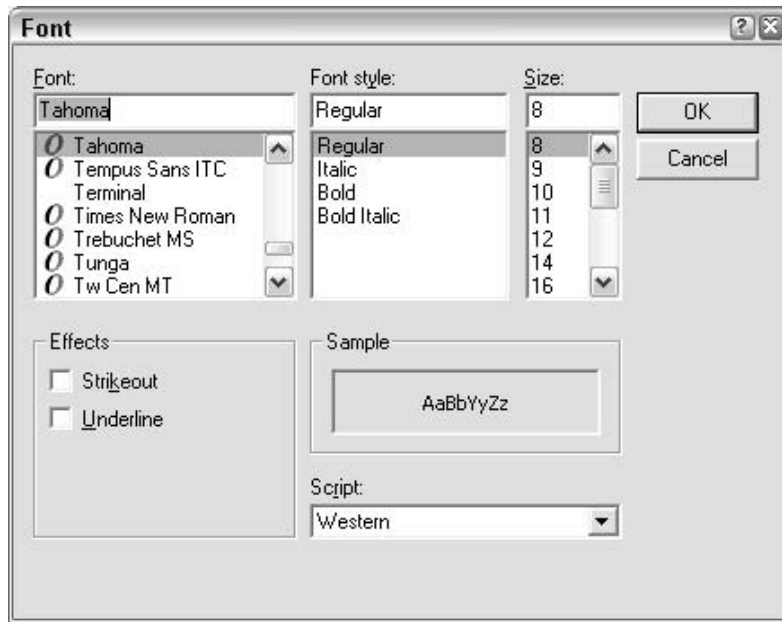 Font
Font:
Tahoma
Tahoma
Tempus Sans ITC
Terminal
Times New Roman
Trebuchet MS
Tunga
Tw Cen MT
Font style:
Regular
Regular
Italic
Bold
Bold Italic
Size:
8
8
9
10
11
12
14
16
OK
Cancel
Effects
Strikeout
Underline
Sample
AaBbYyZz
Script:
Western